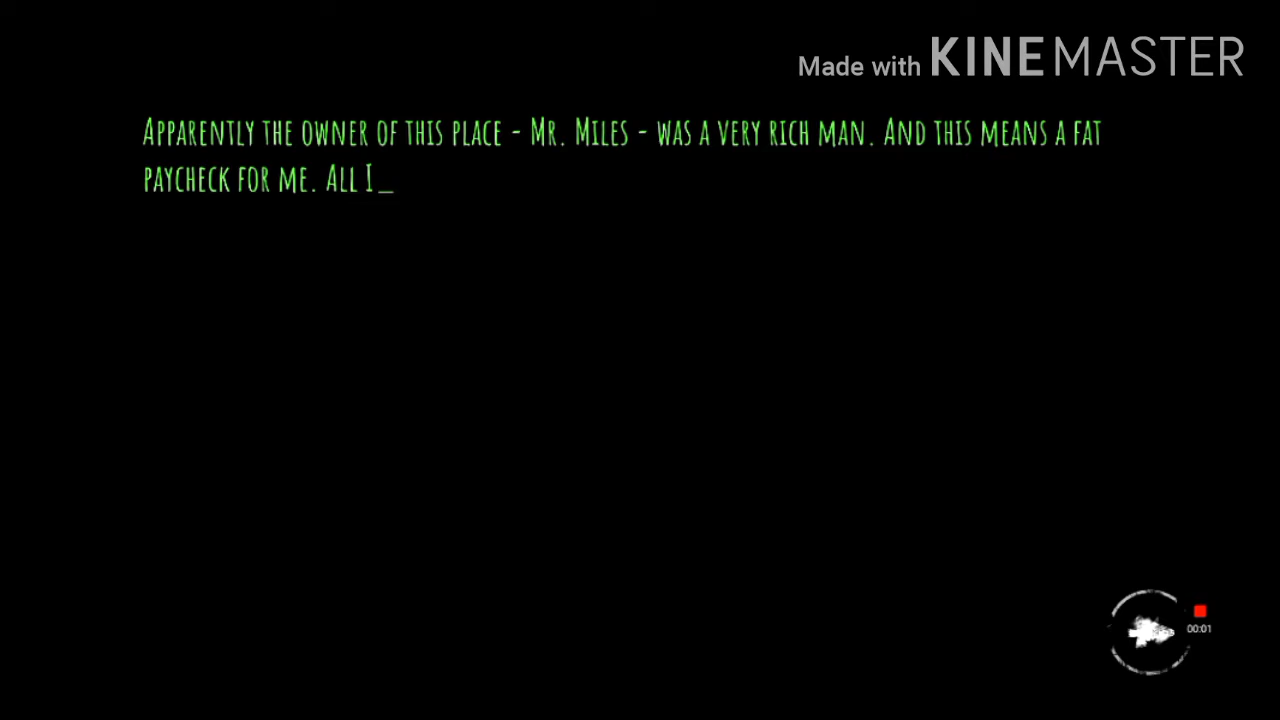 Made with KINEMASTER
APPARENTLY THE OWNER OF THIS PLACE - MR. MILES - WAS A VERY RICH MAN. AND THIS MEANS A FAT
PAYCHECK FOR ME. ALL I_
00:01